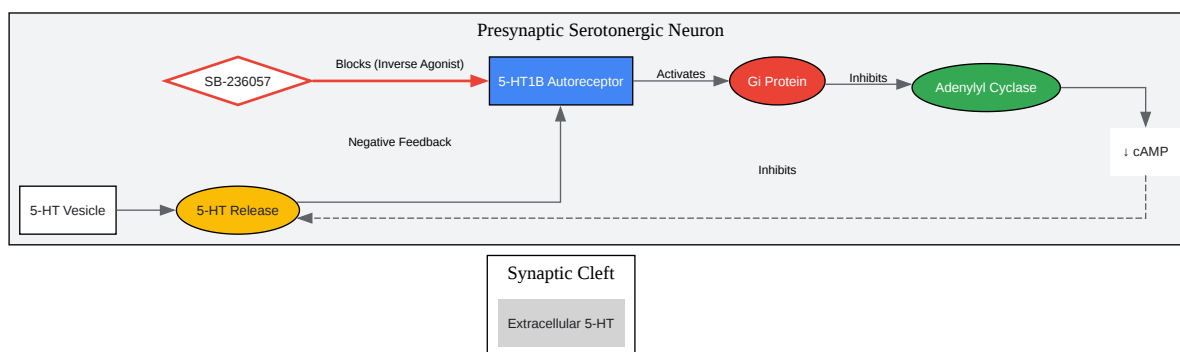 Presynaptic Serotonergic Neuron
SB-236057
Blocks (Inverse Agonist)
5-HT1B Autoreceptor
Activates
Gi Protein
Inhibits
Adenylyl Cyclase
Negative Feedback
↓ cAMP
Inhibits
5-HT Vesicle
5-HT Release
Synaptic Cleft
Extracellular 5-HT